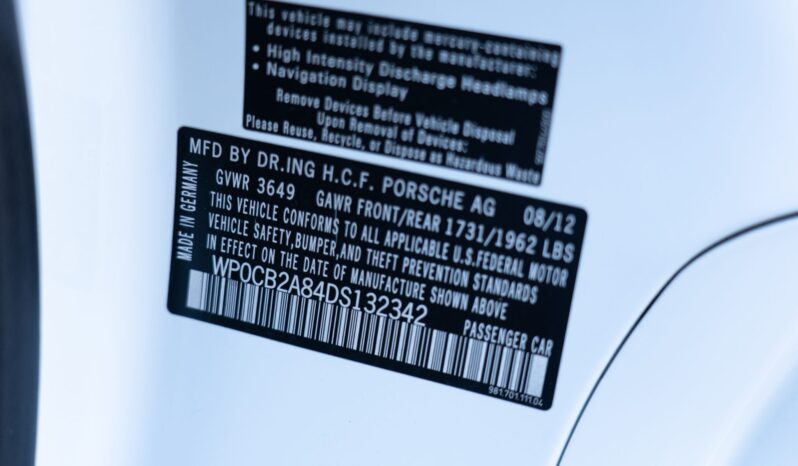 This vehicle may include mercury-containing
devices installed by the manufacturer:
• High Intensity Discharge Headlamps
• Navigation Display
Remove Devices Before Vehicle Disposal
Upon Removal of Devices:
Please Reuse, Recycle, or Dispose as Hazardous Waste
MFD BY DR.ING H.C.F. PORSCHE AG 08/12
GVWR 3649 GAWR FRONT/REAR 1731/1962 LBS
THIS VEHICLE CONFORMS TO ALL APPLICABLE U.S.FEDERAL MOTOR
VEHICLE SAFETY,BUMPER,AND THEFT PREVENTION STANDARDS
IN EFFECT ON THE DATE OF MANUFACTURE SHOWN ABOVE
WP0CB2A84DS132342
PASSENGER CAR
MADE IN GERMANY
981.701.111.04